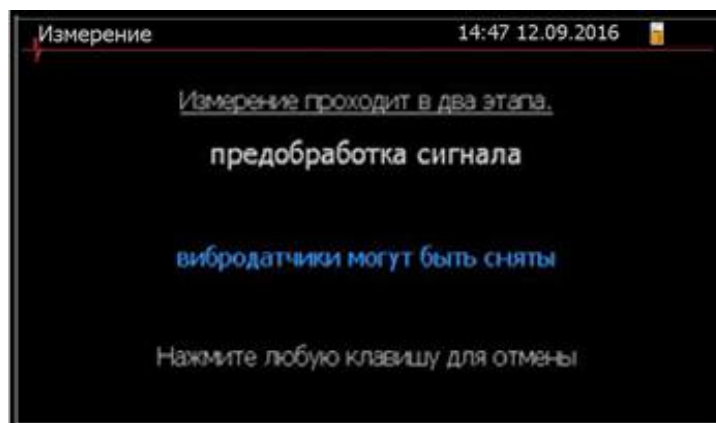 Измерение 14:47 12.09.2016
Измерение проходит в два этапа.
предобработка сигнала
вибродатчики могут быть сняты
Нажмите любую клавишу для отмены